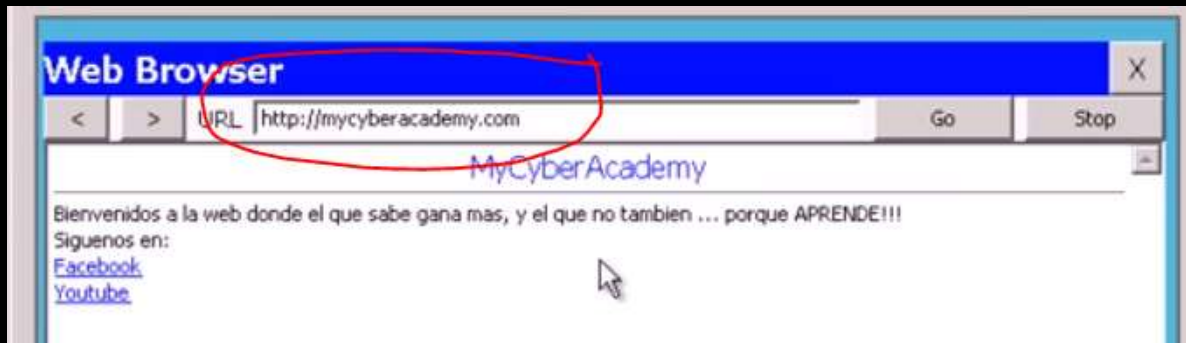 Web Browser X
< > URL http://mycyberacademy.com Go Stop
MyCyberAcademy
Bienvenidos a la web donde el que sabe gana mas, y el que no tambien ... porque APRENDE!!!
Siguenos en:
Facebook
Youtube